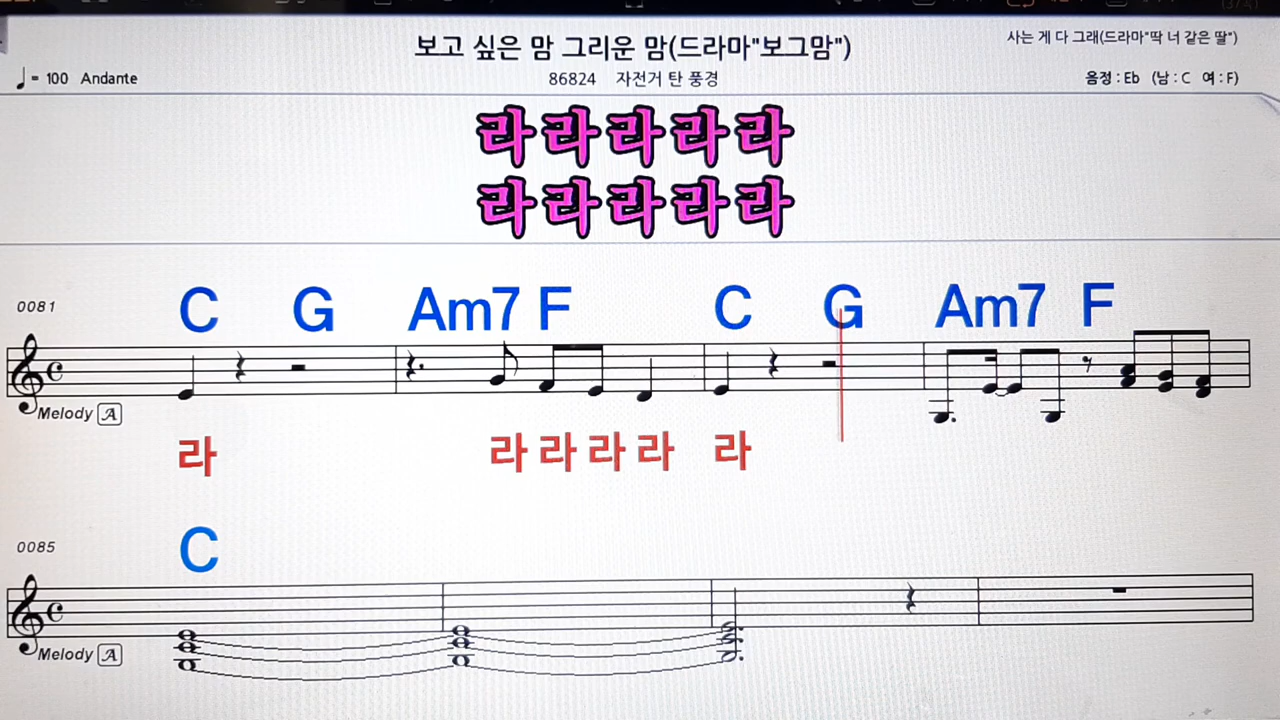 보고 싶은 맘 그리운 맘(드라마"보그맘")
사는 게 다 그래(드라마"딱 너 같은 딸")
♩= 100 Andante
86824 자전거 탄 풍경
음정 : Eb (남 : C 여 : F)
라라라라라
라라라라라
0081
C G Am7 F C G Am7 F
Melody A
라 라 라 라 라 라
0085
C
Melody A